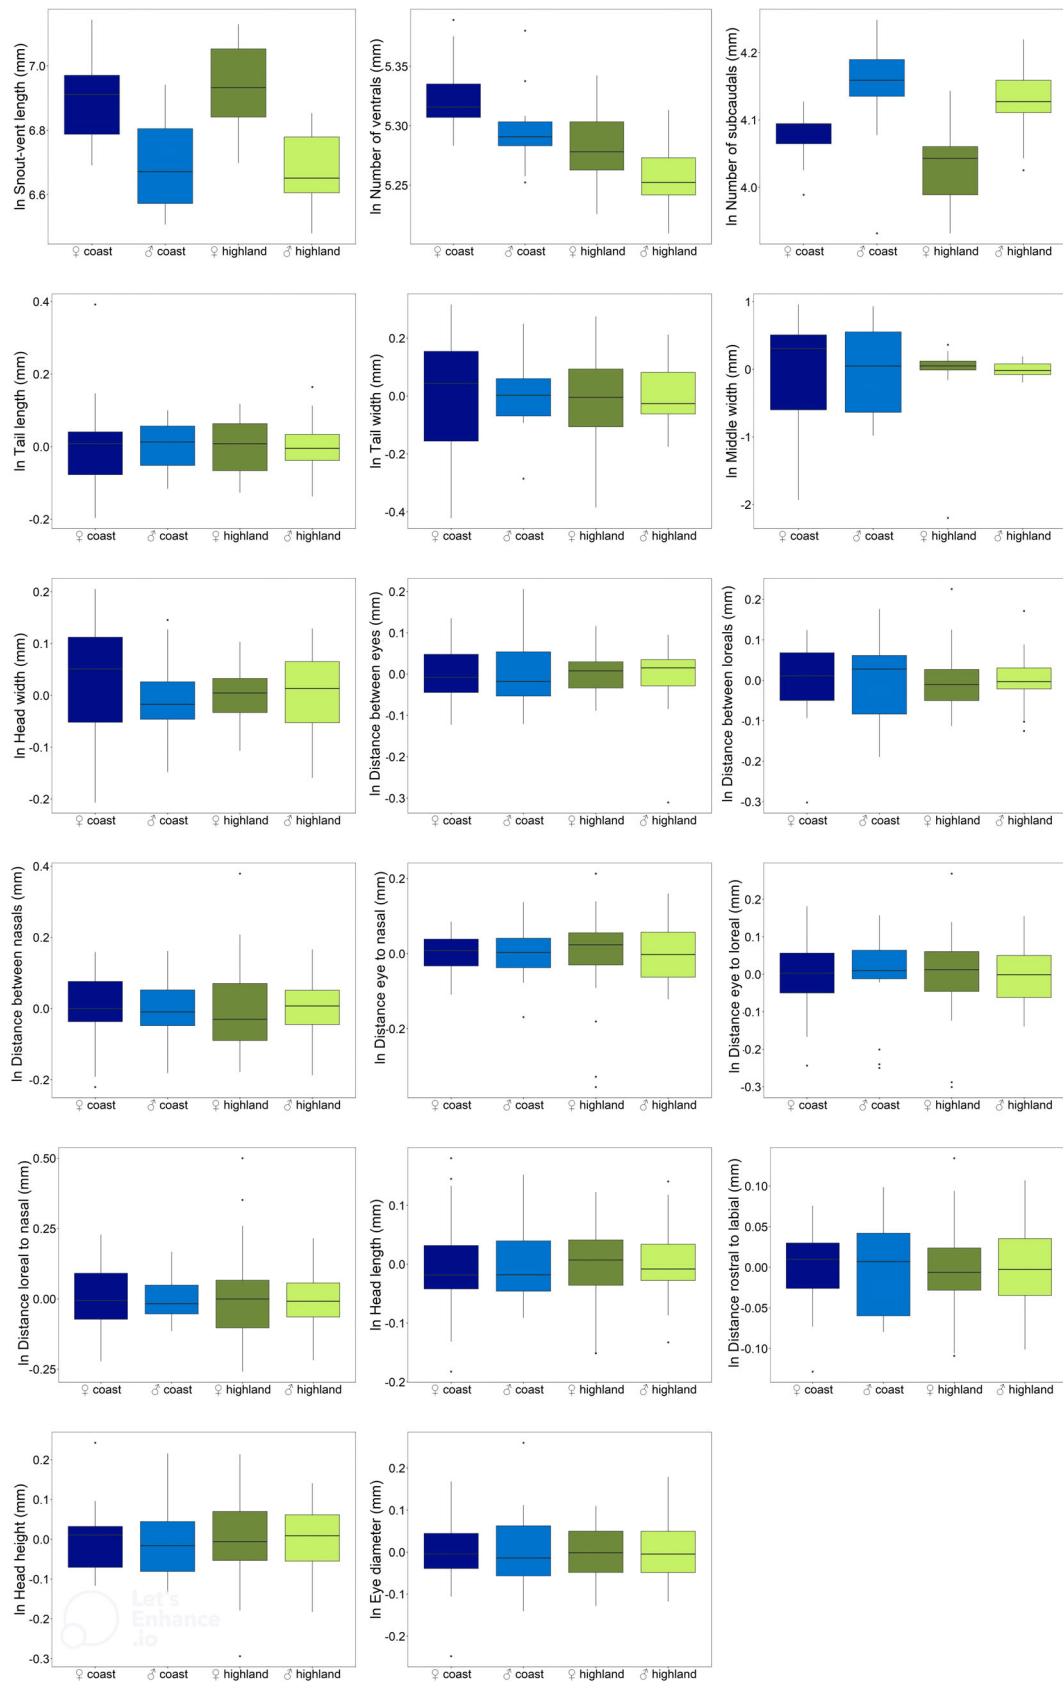 ln Snout-vent length (mm)
7.0
6.8
6.6
♀ coast ♂ coast ♀ highland ♂ highland
ln Number of ventrals (mm)
5.35
5.30
5.25
♀ coast ♂ coast ♀ highland ♂ highland
ln Number of subcaudals (mm)
4.2
4.1
4.0
♀ coast ♂ coast ♀ highland ♂ highland
ln Tail length (mm)
0.4
0.2
0.0
-0.2
♀ coast ♂ coast ♀ highland ♂ highland
ln Tail width (mm)
0.2
0.0
-0.2
-0.4
♀ coast ♂ coast ♀ highland ♂ highland
ln Middle width (mm)
1
0
-1
-2
♀ coast ♂ coast ♀ highland ♂ highland
ln Head width (mm)
0.2
0.1
0.0
-0.1
-0.2
♀ coast ♂ coast ♀ highland ♂ highland
ln Distance between eyes (mm)
0.2
0.1
0.0
-0.1
-0.3
♀ coast ♂ coast ♀ highland ♂ highland
ln Distance between loreals (mm)
0.2
0.1
0.0
-0.1
-0.2
-0.3
♀ coast ♂ coast ♀ highland ♂ highland
ln Distance between nasals (mm)
0.4
0.2
0.0
-0.2
♀ coast ♂ coast ♀ highland ♂ highland
ln Distance eye to nasal (mm)
0.2
0.0
-0.2
♀ coast ♂ coast ♀ highland ♂ highland
ln Distance eye to loreal (mm)
0.2
0.0
-0.1
-0.2
-0.3
♀ coast ♂ coast ♀ highland ♂ highland
ln Distance loreal to nasal (mm)
0.50
0.25
0.00
-0.25
♀ coast ♂ coast ♀ highland ♂ highland
ln Head length (mm)
0.1
0.0
-0.1
-0.2
♀ coast ♂ coast ♀ highland ♂ highland
ln Distance rostral to labial (mm)
0.10
0.05
0.00
-0.05
-0.10
♀ coast ♂ coast ♀ highland ♂ highland
ln Head height (mm)
0.2
0.1
0.0
-0.1
-0.2
-0.3
Let's
Enhance
.io
♀ coast ♂ coast ♀ highland ♂ highland
ln Eye diameter (mm)
0.2
0.1
0.0
-0.1
-0.2
♀ coast ♂ coast ♀ highland ♂ highland